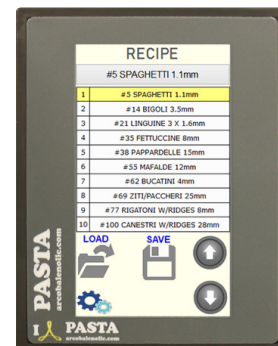 RECIPE
#5 SPAGHETTI 1.1mm
1 #5 SPAGHETTI 1.1mm
2 #14 BIGOLI 3.5mm
3 #21 LINGUINE 3 X 1.6mm
4 #35 FETTUCCINE 8mm
5 #38 PAPPARDELLE 15mm
6 #55 MAFALDE 12mm
7 #62 BUCATINI 4mm
8 #69 ZITI/PACCHERI 25mm
9 #77 RIGATONI W/RIDGES 8mm
10 #100 CANESTRI W/RIDGES 28mm
LOAD SAVE
PASTA
arcobalenollc.com
I PASTA